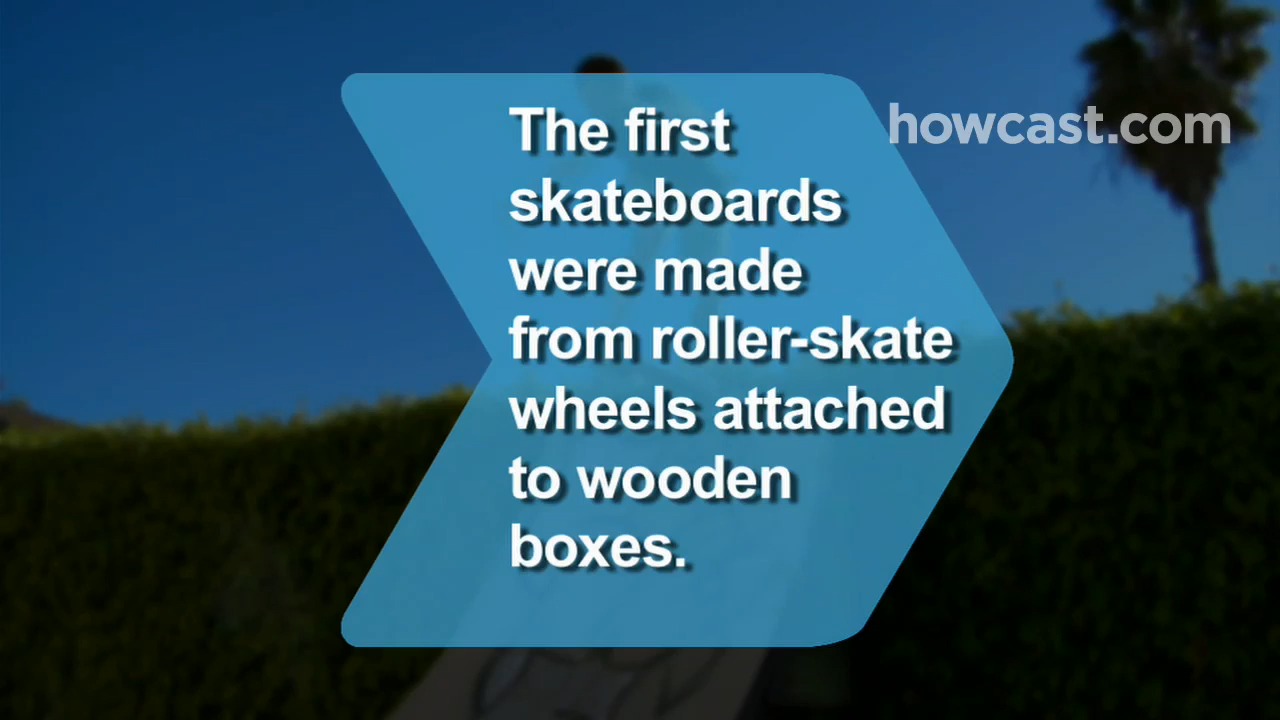 The first
howcast.com
skateboards
were made
from roller-skate
wheels attached
to wooden
boxes.